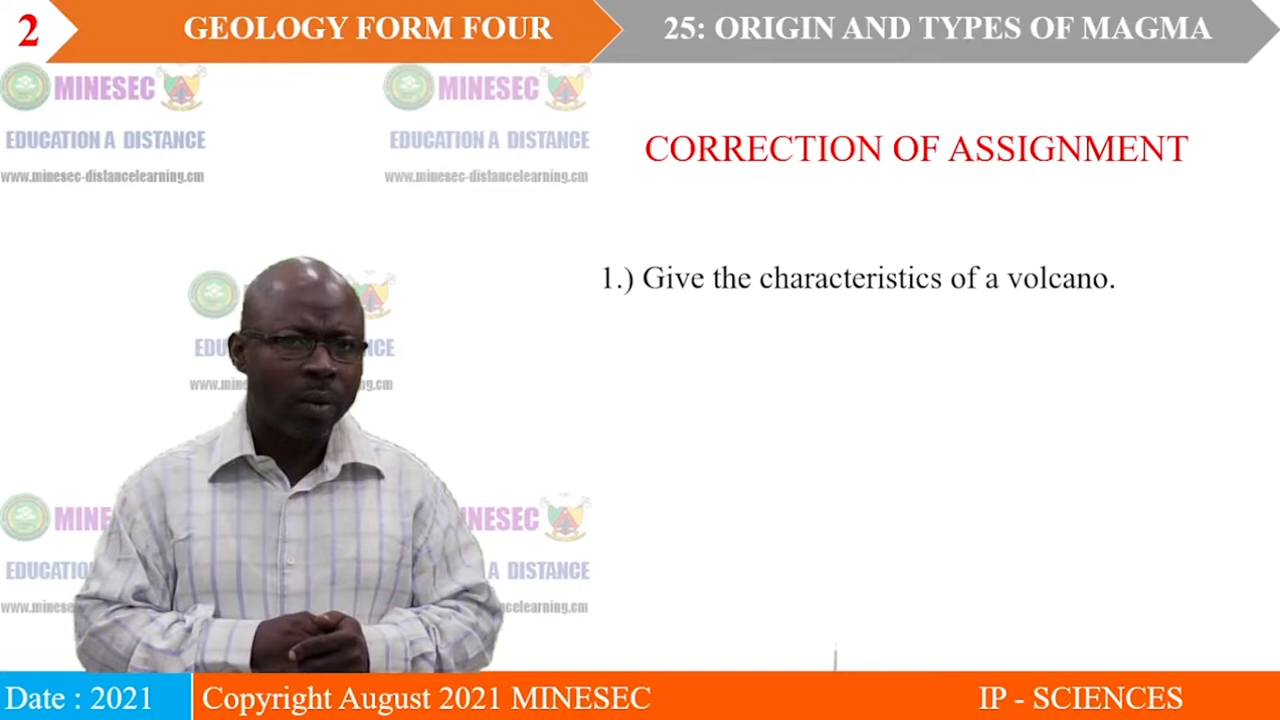 2
GEOLOGY FORM FOUR
25: ORIGIN AND TYPES OF MAGMA
MINESEC
EDUCATION A DISTANCE
www.minesec-distancelearning.cm
MINESEC
EDUCATION A DISTANCE
www.minesec-distancelearning.cm
CORRECTION OF ASSIGNMENT
1.) Give the characteristics of a volcano.
Date : 2021
Copyright August 2021 MINESEC
IP - SCIENCES